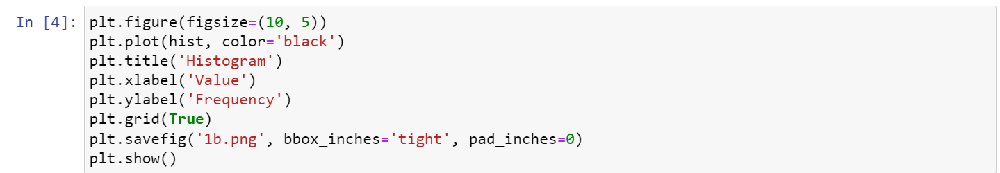 In [4]: plt.figure(figsize=(10, 5))
plt.plot(hist, color='black')
plt.title('Histogram')
plt.xlabel('Value')
plt.ylabel('Frequency')
plt.grid(True)
plt.savefig('1b.png', bbox_inches='tight', pad_inches=0)
plt.show()